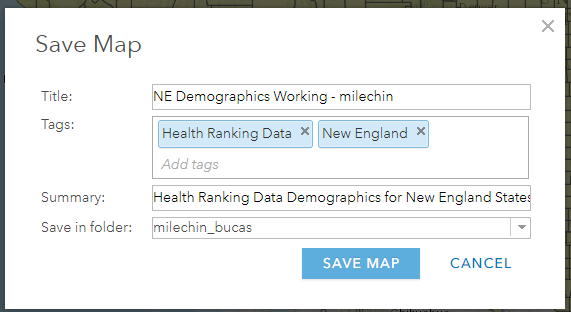 Save Map
Title: NE Demographics Working - milechin
Tags: Health Ranking Data × New England ×
Add tags
Summary: Health Ranking Data Demographics for New England States
Save in folder: milechin_bucas
SAVE MAP CANCEL